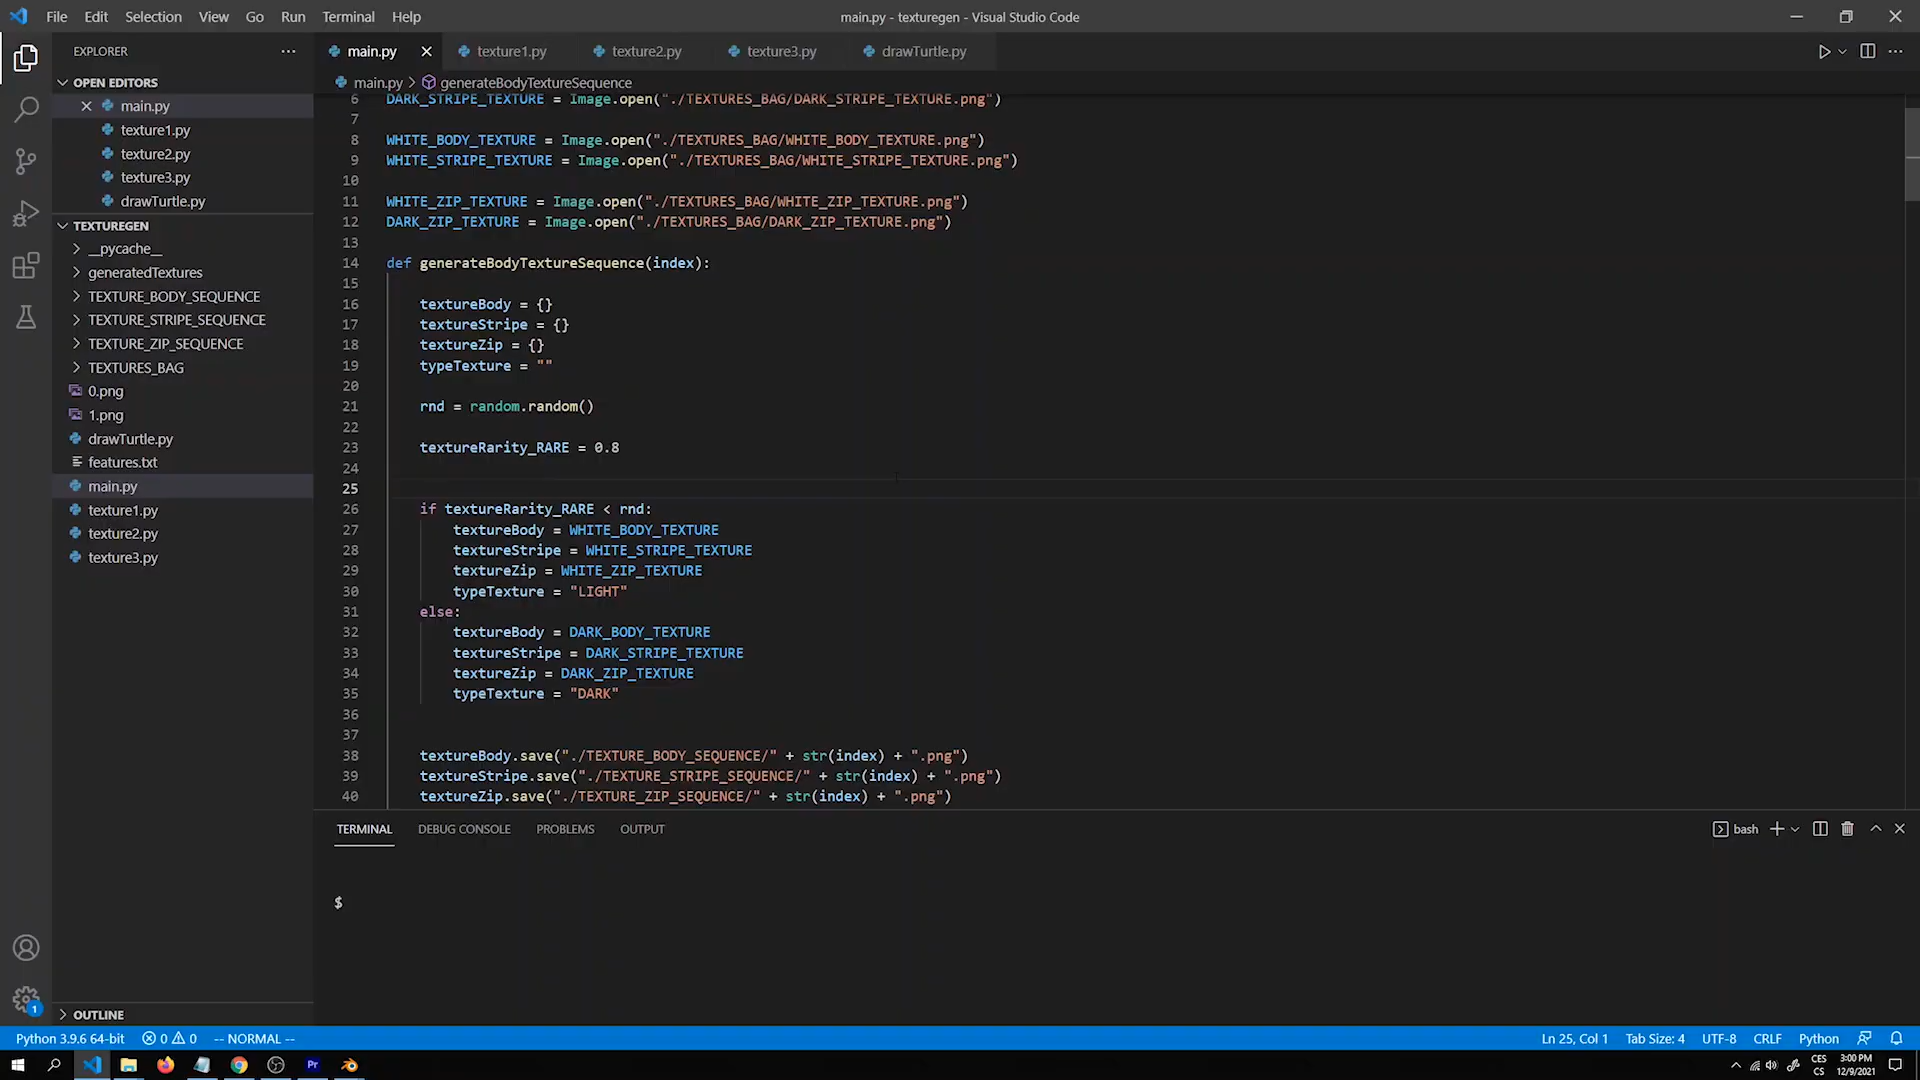 File Edit Selection View Go Run Terminal Help
main.py - texturegen - Visual Studio Code
EXPLORER
OPEN EDITORS
main.py
texture1.py
texture2.py
texture3.py
drawTurtle.py
TEXTUREGEN
__pycache__
generatedTextures
TEXTURE_BODY_SEQUENCE
TEXTURE_STRIPE_SEQUENCE
TEXTURE_ZIP_SEQUENCE
TEXTURES_BAG
0.png
1.png
drawTurtle.py
features.txt
main.py
texture1.py
texture2.py
texture3.py
OUTLINE
main.py texture1.py texture2.py texture3.py drawTurtle.py
main.py > generateBodyTextureSequence
6 DARK_STRIPE_TEXTURE = Image.open("./TEXTURES_BAG/DARK_STRIPE_TEXTURE.png")
7
8 WHITE_BODY_TEXTURE = Image.open("./TEXTURES_BAG/WHITE_BODY_TEXTURE.png")
9 WHITE_STRIPE_TEXTURE = Image.open("./TEXTURES_BAG/WHITE_STRIPE_TEXTURE.png")
10
11 WHITE_ZIP_TEXTURE = Image.open("./TEXTURES_BAG/WHITE_ZIP_TEXTURE.png")
12 DARK_ZIP_TEXTURE = Image.open("./TEXTURES_BAG/DARK_ZIP_TEXTURE.png")
13
14 def generateBodyTextureSequence(index):
15
16 textureBody = {}
17 textureStripe = {}
18 textureZip = {}
19 typeTexture = ""
20
21 rnd = random.random()
22
23 textureRarity_RARE = 0.8
24
25
26 if textureRarity_RARE < rnd:
27 textureBody = WHITE_BODY_TEXTURE
28 textureStripe = WHITE_STRIPE_TEXTURE
29 textureZip = WHITE_ZIP_TEXTURE
30 typeTexture = "LIGHT"
31 else:
32 textureBody = DARK_BODY_TEXTURE
33 textureStripe = DARK_STRIPE_TEXTURE
34 textureZip = DARK_ZIP_TEXTURE
35 typeTexture = "DARK"
36
37
38 textureBody.save("./TEXTURE_BODY_SEQUENCE/" + str(index) + ".png")
39 textureStripe.save("./TEXTURE_STRIPE_SEQUENCE/" + str(index) + ".png")
40 textureZip.save("./TEXTURE_ZIP_SEQUENCE/" + str(index) + ".png")
TERMINAL DEBUG CONSOLE PROBLEMS OUTPUT
bash
$
1
Python 3.9.6 64-bit 0 0 -- NORMAL --
Ln 25, Col 1 Tab Size: 4 UTF-8 CRLF Python
Pr
CES 3:00 PM
CS 12/9/2021